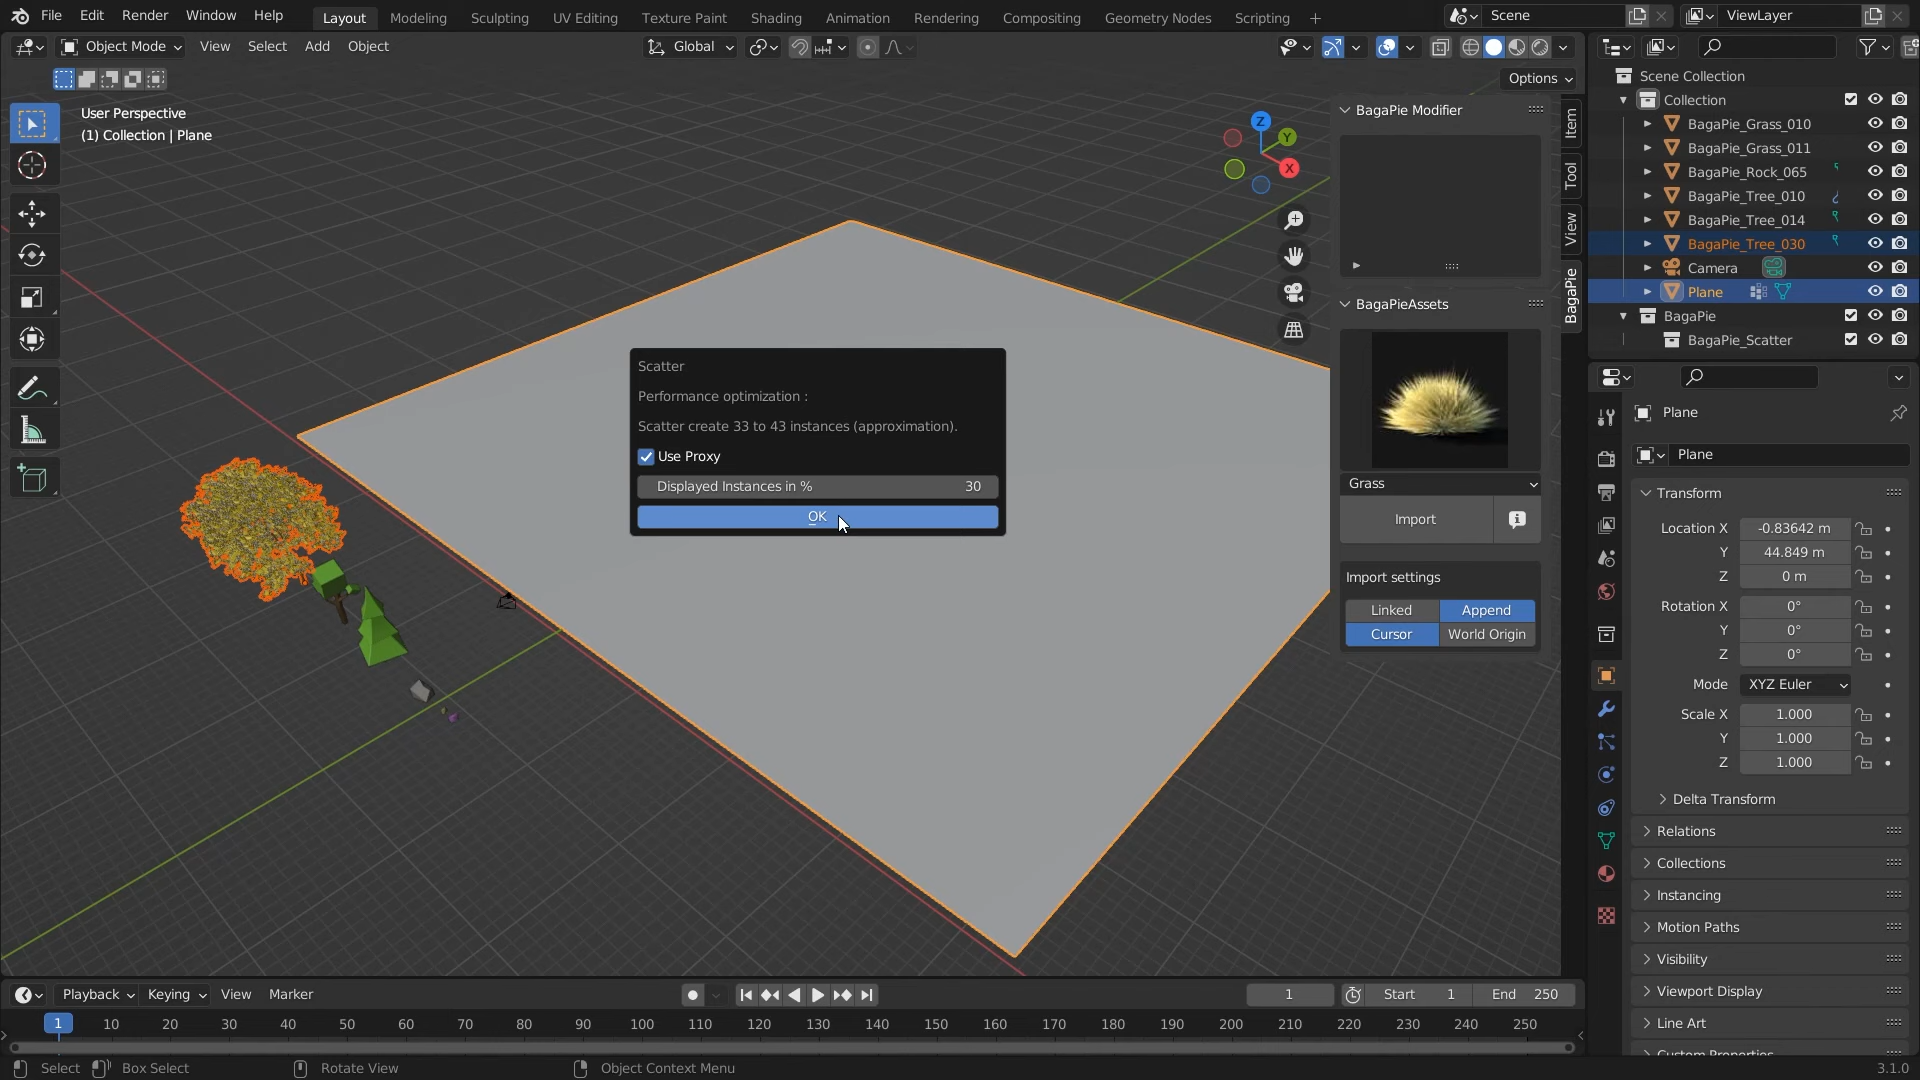 File Edit Render Window Help
Layout Modeling Sculpting UV Editing Texture Paint Shading Animation Rendering Compositing Geometry Nodes Scripting +
Scene
ViewLayer
Object Mode View Select Add Object
Global
Options
User Perspective
(1) Collection | Plane
Z
Y
X
BagaPie Modifier
BagaPieAssets
Grass
Import
Import settings
Linked Append
Cursor World Origin
Item
Tool
View
BagaPie
Scatter
Performance optimization :
Scatter create 33 to 43 instances (approximation).
Use Proxy
Displayed Instances in % 30
OK
Scene Collection
Collection
BagaPie_Grass_010
BagaPie_Grass_011
BagaPie_Rock_065
BagaPie_Tree_010
BagaPie_Tree_014
BagaPie_Tree_030
Camera
Plane
BagaPie
BagaPie_Scatter
Plane
Plane
Transform
Location X -0.83642 m
Y 44.849 m
Z 0 m
Rotation X 0°
Y 0°
Z 0°
Mode XYZ Euler
Scale X 1.000
Y 1.000
Z 1.000
Delta Transform
Relations
Collections
Instancing
Motion Paths
Visibility
Viewport Display
Line Art
Custom Properties
Playback Keying View Marker
1
Start 1
End 250
1 10 20 30 40 50 60 70 80 90 100 110 120 130 140 150 160 170 180 190 200 210 220 230 240 250
Select Box Select Rotate View Object Context Menu
3.1.0